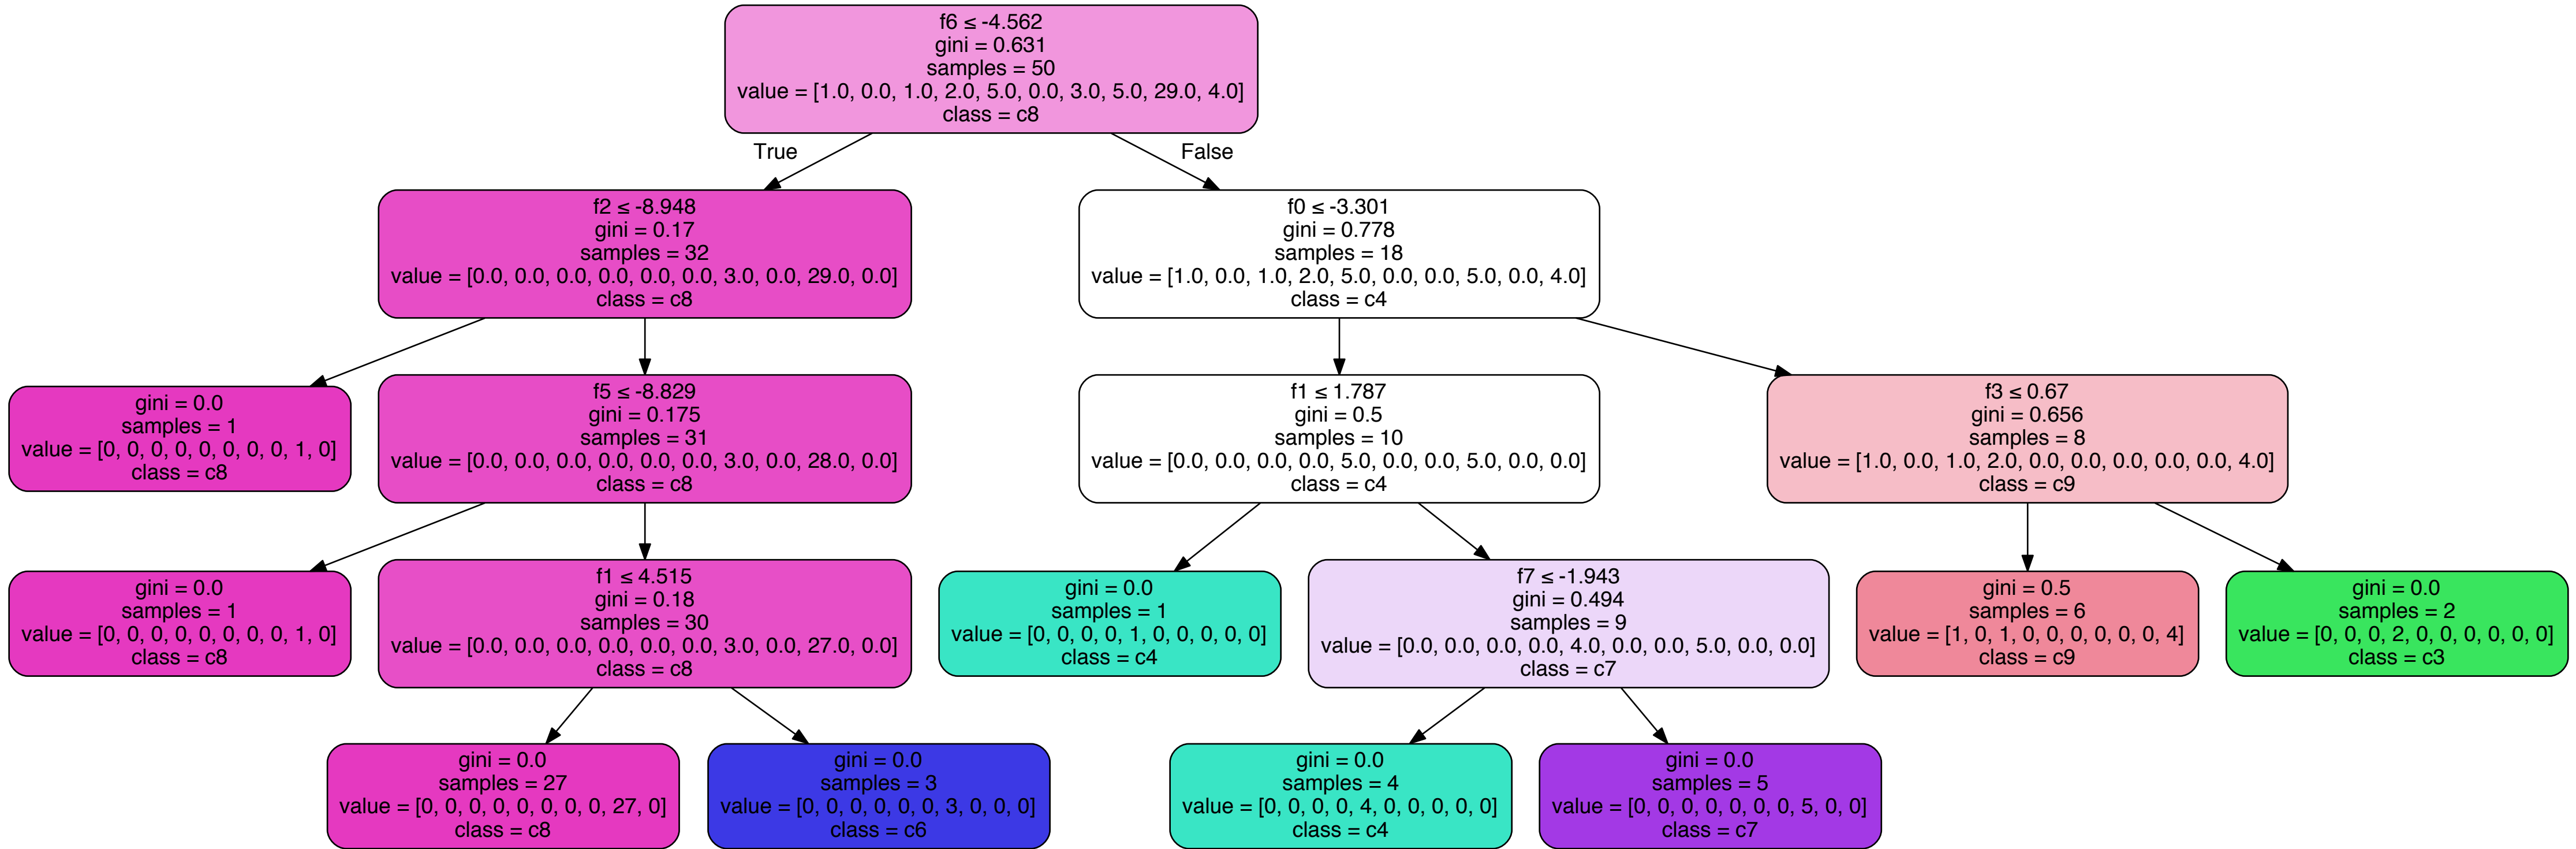 f6 ≤ -4.562
gini = 0.631
samples = 50
value = [1.0, 0.0, 1.0, 2.0, 5.0, 0.0, 3.0, 5.0, 29.0, 4.0]
class = c8
True
False
f2 ≤ -8.948
gini = 0.17
samples = 32
value = [0.0, 0.0, 0.0, 0.0, 0.0, 0.0, 3.0, 0.0, 29.0, 0.0]
class = c8
f0 ≤ -3.301
gini = 0.778
samples = 18
value = [1.0, 0.0, 1.0, 2.0, 5.0, 0.0, 0.0, 5.0, 0.0, 4.0]
class = c4
gini = 0.0
samples = 1
value = [0, 0, 0, 0, 0, 0, 0, 0, 1, 0]
class = c8
f5 ≤ -8.829
gini = 0.175
samples = 31
value = [0.0, 0.0, 0.0, 0.0, 0.0, 0.0, 3.0, 0.0, 28.0, 0.0]
class = c8
f1 ≤ 1.787
gini = 0.5
samples = 10
value = [0.0, 0.0, 0.0, 0.0, 5.0, 0.0, 0.0, 5.0, 0.0, 0.0]
class = c4
f3 ≤ 0.67
gini = 0.656
samples = 8
value = [1.0, 0.0, 1.0, 2.0, 0.0, 0.0, 0.0, 0.0, 0.0, 4.0]
class = c9
gini = 0.0
samples = 1
value = [0, 0, 0, 0, 0, 0, 0, 0, 1, 0]
class = c8
f1 ≤ 4.515
gini = 0.18
samples = 30
value = [0.0, 0.0, 0.0, 0.0, 0.0, 0.0, 3.0, 0.0, 27.0, 0.0]
class = c8
gini = 0.0
samples = 1
value = [0, 0, 0, 0, 1, 0, 0, 0, 0, 0]
class = c4
f7 ≤ -1.943
gini = 0.494
samples = 9
value = [0.0, 0.0, 0.0, 0.0, 4.0, 0.0, 0.0, 5.0, 0.0, 0.0]
class = c7
gini = 0.5
samples = 6
value = [1, 0, 1, 0, 0, 0, 0, 0, 0, 4]
class = c9
gini = 0.0
samples = 2
value = [0, 0, 0, 2, 0, 0, 0, 0, 0, 0]
class = c3
gini = 0.0
samples = 27
value = [0, 0, 0, 0, 0, 0, 0, 0, 27, 0]
class = c8
gini = 0.0
samples = 3
value = [0, 0, 0, 0, 0, 0, 3, 0, 0, 0]
class = c6
gini = 0.0
samples = 4
value = [0, 0, 0, 0, 4, 0, 0, 0, 0, 0]
class = c4
gini = 0.0
samples = 5
value = [0, 0, 0, 0, 0, 0, 0, 5, 0, 0]
class = c7